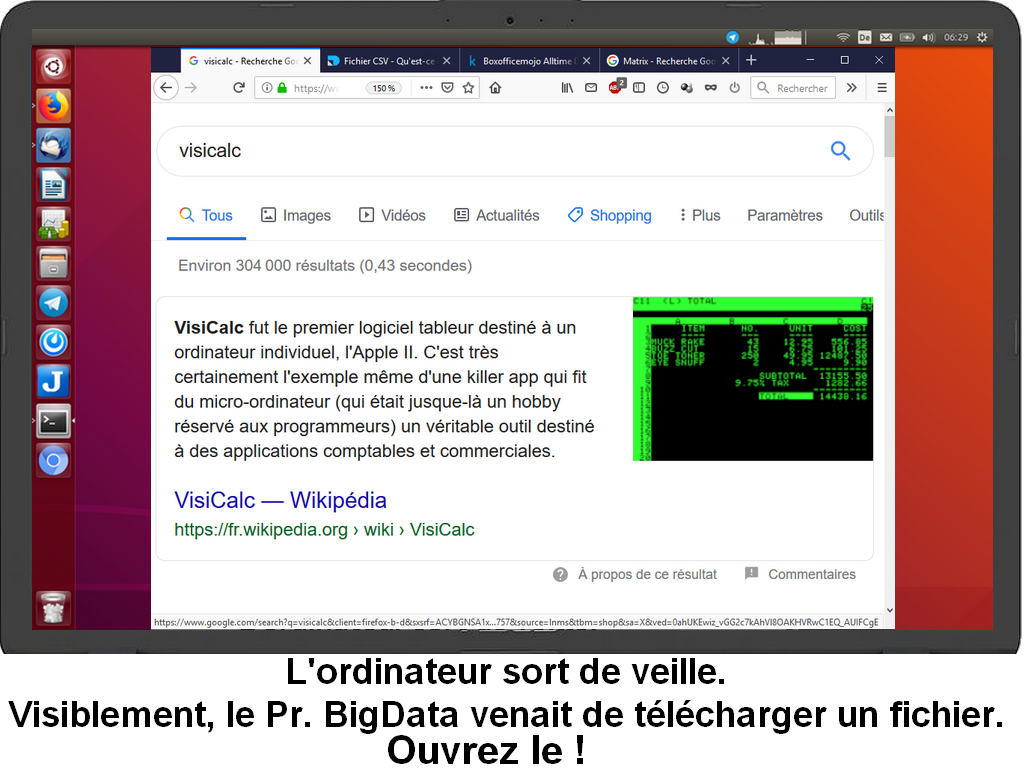 De 06:29
visicalc - Recherche Goo Fichier CSV - Qu'est-ce Boxofficemojo Alltime D Matrix - Recherche Goo
https://w 150 % Rechercher
visicalc
Tous Images Vidéos Actualités Shopping Plus Paramètres Outils
Environ 304 000 résultats (0,43 secondes)
VisiCalc fut le premier logiciel tableur destiné à un
ordinateur individuel, l'Apple II. C'est très
certainement l'exemple même d'une killer app qui fit
du micro-ordinateur (qui était jusque-là un hobby
réservé aux programmeurs) un véritable outil destiné
à des applications comptables et commerciales.
C11 (L) TOTAL
A B C D
ITEM NO. UNIT COST
MUCK RAKE 43 12.95 556.85
BUZZ CUT 15 6.75 101.25
TOE TONER 250 49.95 12487.50
EYE SNUFF 2 4.95 9.90
SUBTOTAL 13155.50
9.75% TAX 1282.66
TOTAL 14438.16
VisiCalc — Wikipédia
https://fr.wikipedia.org › wiki › VisiCalc
À propos de ce résultat Commentaires
https://www.google.com/search?q=visicalc&client=firefox-b-d&sxsrf=ACYBGNSA1x...757&source=lnms&tbm=shop&sa=X&ved=0ahUKEwiz_vGG2c7kAhVI8OAKHVRwC1EQ_AUIFCgE
L'ordinateur sort de veille.
Visiblement, le Pr. BigData venait de télécharger un fichier.
Ouvrez le !